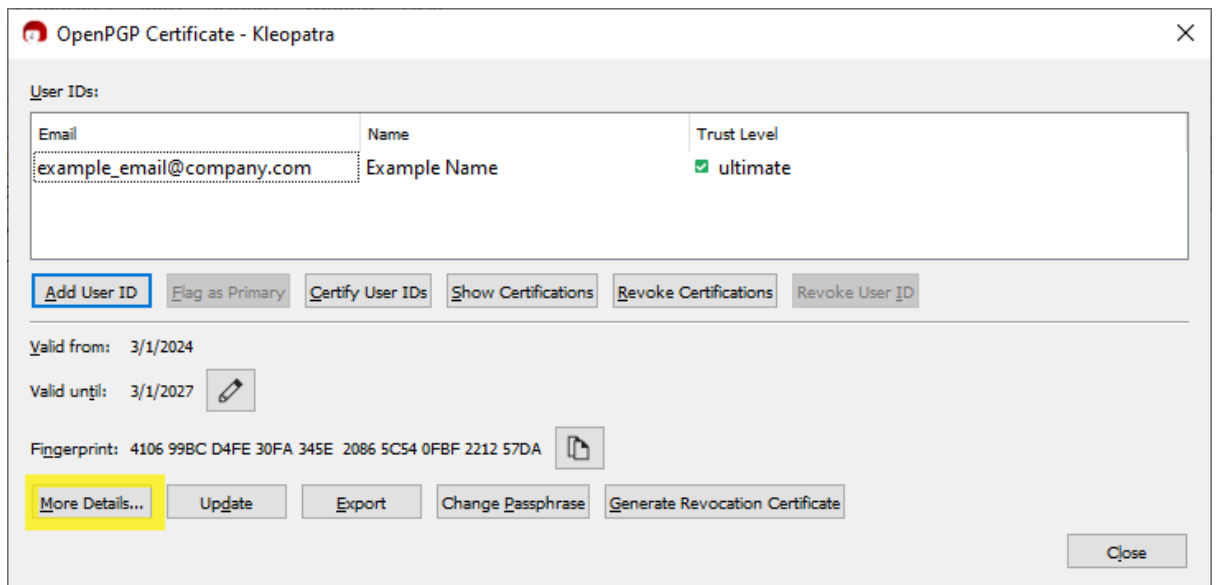 OpenPGP Certificate - Kleopatra
User IDs:
Email Name Trust Level
example_email@company.com Example Name ultimate
Add User ID Flag as Primary Certify User IDs Show Certifications Revoke Certifications Revoke User ID
Valid from: 3/1/2024
Valid until: 3/1/2027
Fingerprint: 4106 99BC D4FE 30FA 345E 2086 5C54 0FBF 2212 57DA
More Details... Update Export Change Passphrase Generate Revocation Certificate
Close